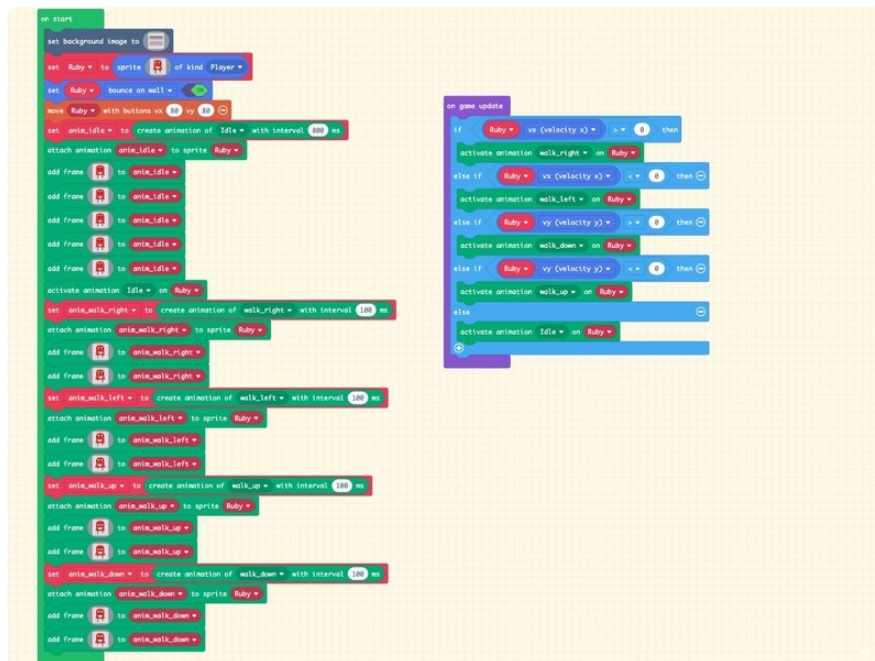 on start
set background image to
set Ruby to sprite of kind Player
set Ruby bounce on wall ON
move Ruby with buttons vx 80 vy 80
set anim_idle to create animation of Idle with interval 800 ms
attach animation anim_idle to sprite Ruby
add frame to anim_idle
add frame to anim_idle
add frame to anim_idle
add frame to anim_idle
add frame to anim_idle
activate animation Idle on Ruby
set anim_walk_right to create animation of walk_right with interval 100 ms
attach animation anim_walk_right to sprite Ruby
add frame to anim_walk_right
add frame to anim_walk_right
set anim_walk_left to create animation of walk_left with interval 100 ms
attach animation anim_walk_left to sprite Ruby
add frame to anim_walk_left
add frame to anim_walk_left
set anim_walk_up to create animation of walk_up with interval 100 ms
attach animation anim_walk_up to sprite Ruby
add frame to anim_walk_up
add frame to anim_walk_up
set anim_walk_down to create animation of walk_down with interval 100 ms
attach animation anim_walk_down to sprite Ruby
add frame to anim_walk_down
add frame to anim_walk_down
on game update
if Ruby vx (velocity x) > 0 then
activate animation walk_right on Ruby
else if Ruby vx (velocity x) < 0 then
activate animation walk_left on Ruby
else if Ruby vy (velocity y) > 0 then
activate animation walk_down on Ruby
else if Ruby vy (velocity y) < 0 then
activate animation walk_up on Ruby
else
activate animation Idle on Ruby